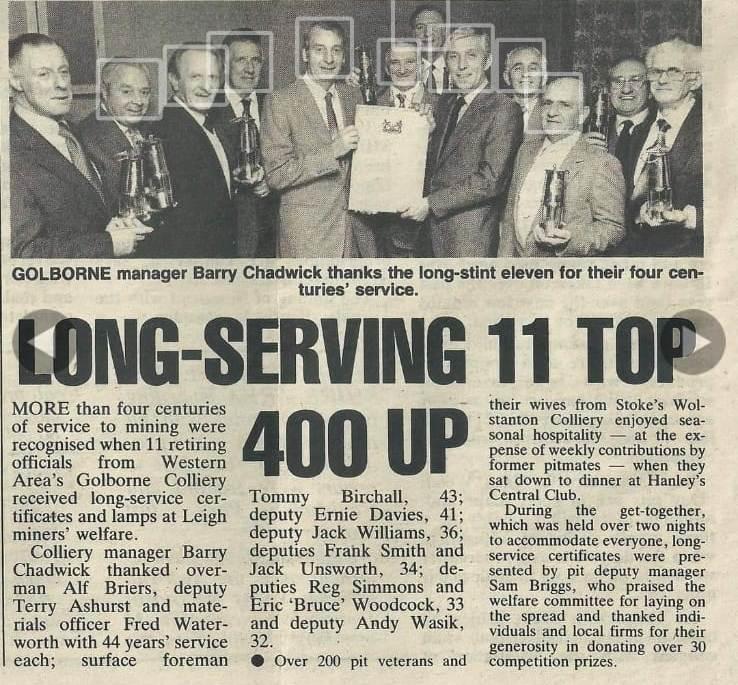 GOLBORNE manager Barry Chadwick thanks the long-stint eleven for their four cen-
turies' service.
LONG-SERVING 11 TOP
400 UP
MORE than four centuries
of service to mining were
recognised when 11 retiring
officials from Western
Area's Golborne Colliery
received long-service cer-
tificates and lamps at Leigh
miners' welfare.
Colliery manager Barry
Chadwick thanked over-
man Alf Briers, deputy
Terry Ashurst and mate-
rials officer Fred Water-
worth with 44 years' service
each; surface foreman
Tommy Birchall, 43;
deputy Ernie Davies, 41;
deputy Jack Williams, 36;
deputies Frank Smith and
Jack Unsworth, 34; de-
puties Reg Simmons and
Eric 'Bruce' Woodcock, 33
and deputy Andy Wasik,
32.
● Over 200 pit veterans and
their wives from Stoke's Wol-
stanton Colliery enjoyed sea-
sonal hospitality — at the ex-
pense of weekly contributions by
former pitmates — when they
sat down to dinner at Hanley's
Central Club.
During the get-together,
which was held over two nights
to accommodate everyone, long-
service certificates were pre-
sented by pit deputy manager
Sam Briggs, who praised the
welfare committee for laying on
the spread and thanked indi-
viduals and local firms for their
generosity in donating over 30
competition prizes.